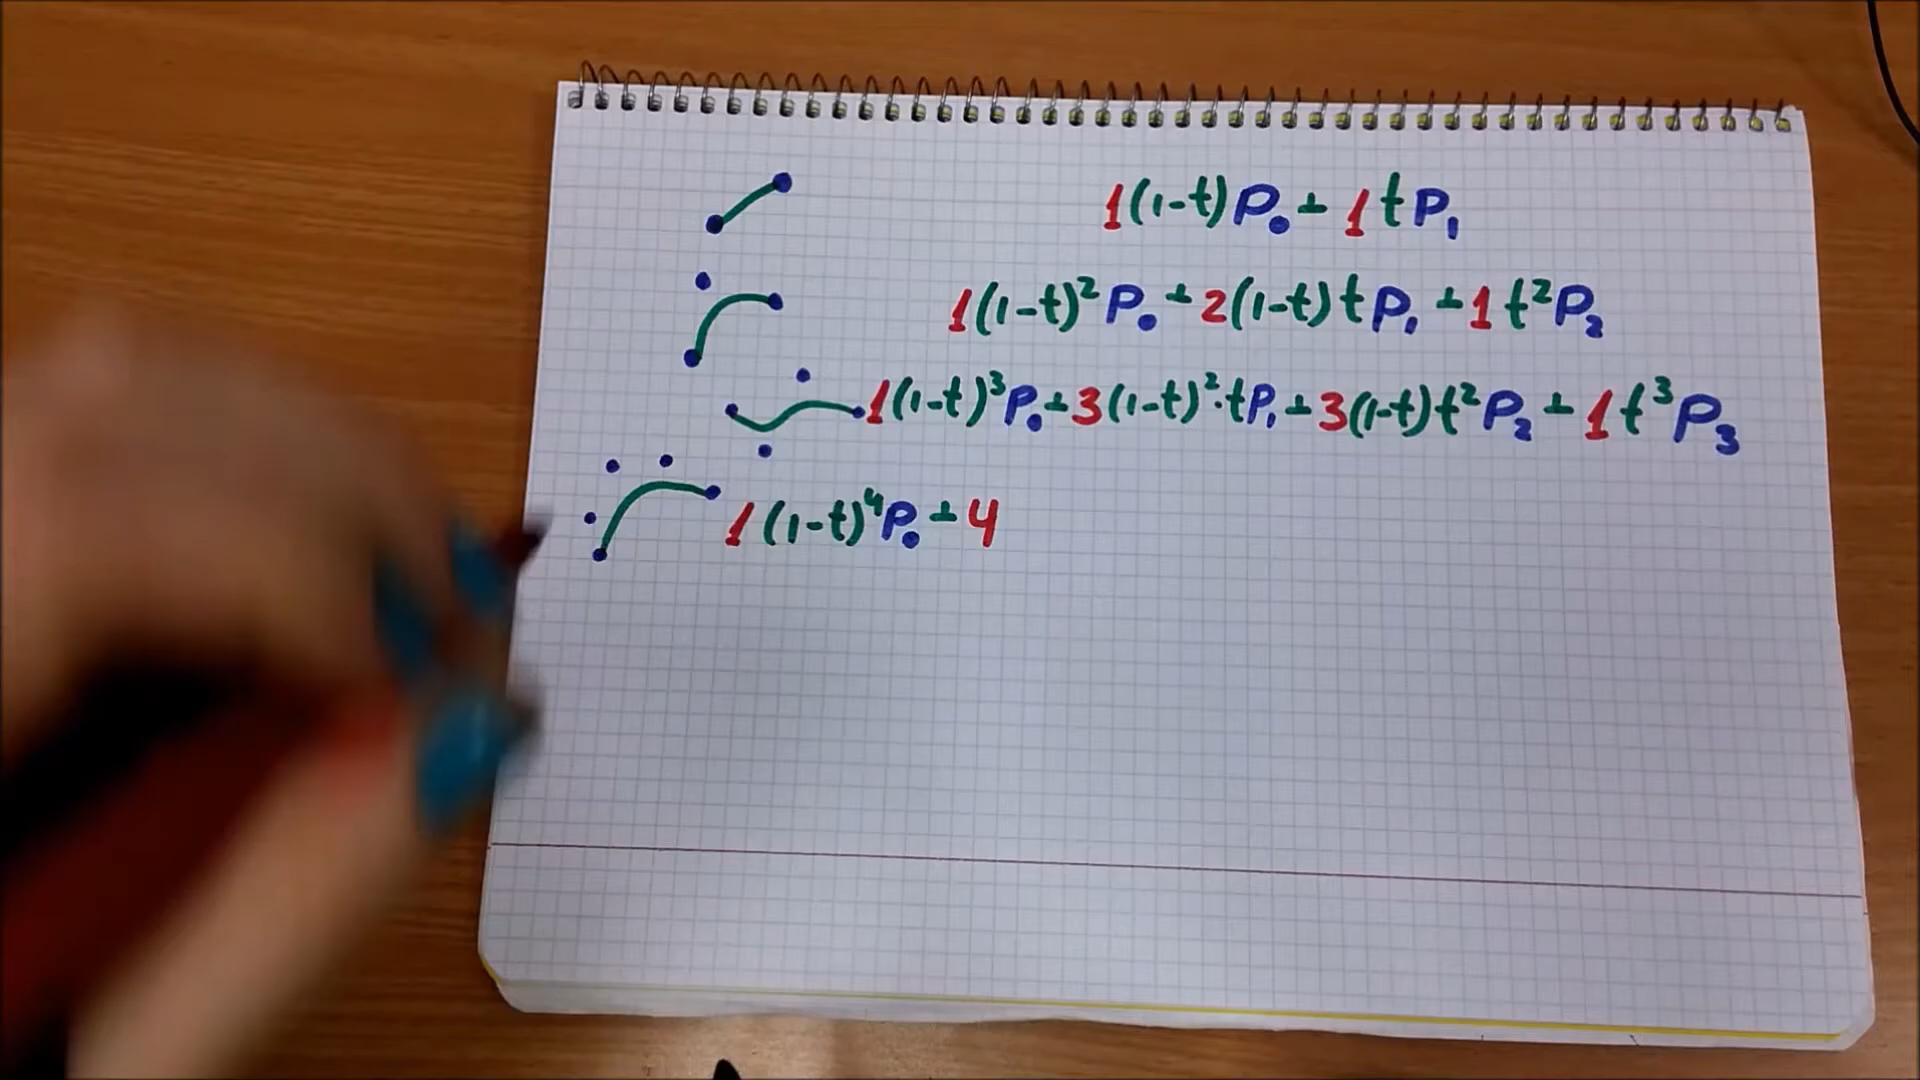 1(1-t)P₀+1tP₁
1(1-t)²P₀+2(1-t)tP₁+1t²P₂
1(1-t)³P₀+3(1-t)²·tP₁+3(1-t)t²P₂+1t³P₃
1(1-t)⁴P₀+4